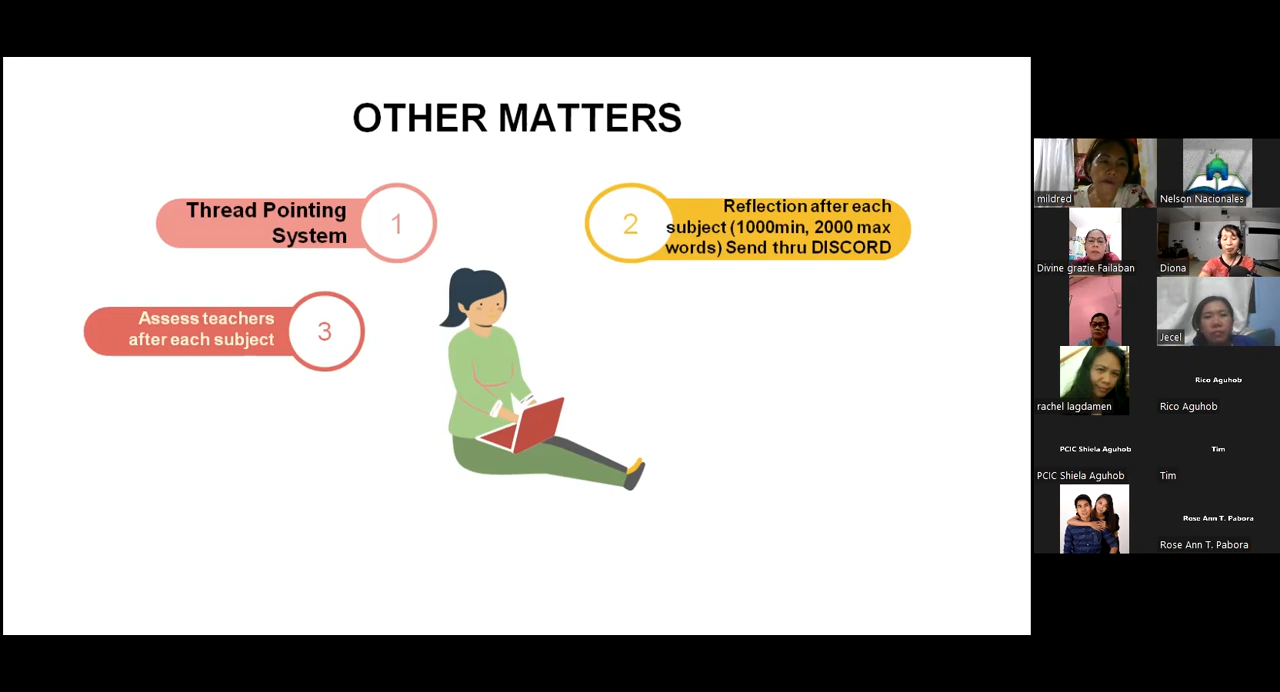 OTHER MATTERS
Thread Pointing
System
1
2
Reflection after each
subject (1000min, 2000 max
words) Send thru DISCORD
Assess teachers
after each subject
3
mildred
Nelson Nacionales
Divine grazie Failaban
Diona
Jecel
rachel lagdamen
Rico Aguhob
Rico Aguhob
PCIC Shiela Aguhob
PCIC Shiela Aguhob
Tim
Tim
Rose Ann T. Pabora
Rose Ann T. Pabora